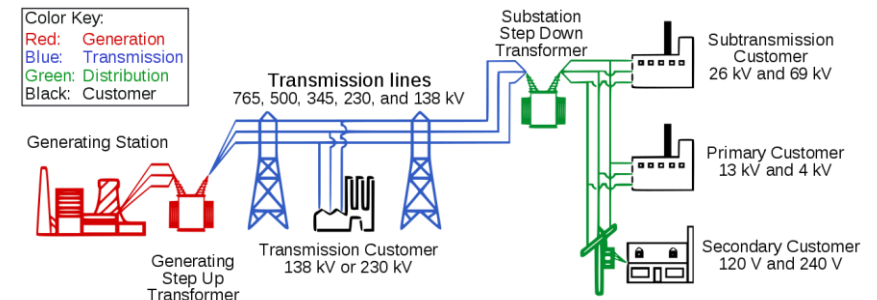 Color Key:
Red: Generation
Blue: Transmission
Green: Distribution
Black: Customer
Generating Station
Generating
Step Up
Transformer
Transmission lines
765, 500, 345, 230, and 138 kV
Transmission Customer
138 kV or 230 kV
Substation
Step Down
Transformer
Subtransmission
Customer
26 kV and 69 kV
Primary Customer
13 kV and 4 kV
Secondary Customer
120 V and 240 V